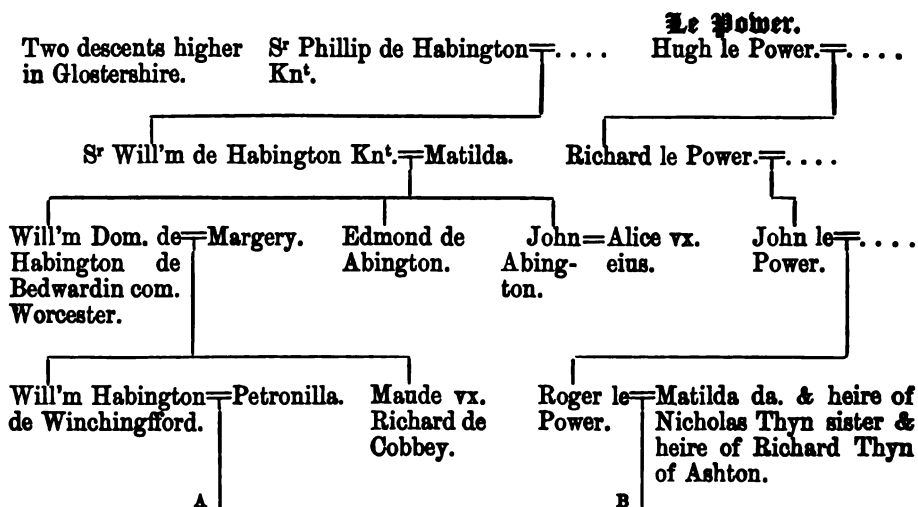 Le Power.
Two descents higher Sr Phillip de Habington=.... Hugh le Power.=....
in Glostershire. Knt.
Sr Will'm de Habington Knt.=Matilda. Richard le Power.=....
Will'm Dom. de=Margery. Edmond de John=Alice vx. John le=....
Habington de Abington. Abing- eius. Power.
Bedwardin com. ton.
Worcester.
Will'm Habington=Petronilla. Maude vx. Roger le=Matilda da. & heire of
de Winchingfford. Richard de Power. Nicholas Thyn sister &
Cobbey. heire of Richard Thyn
of Ashton.
A B